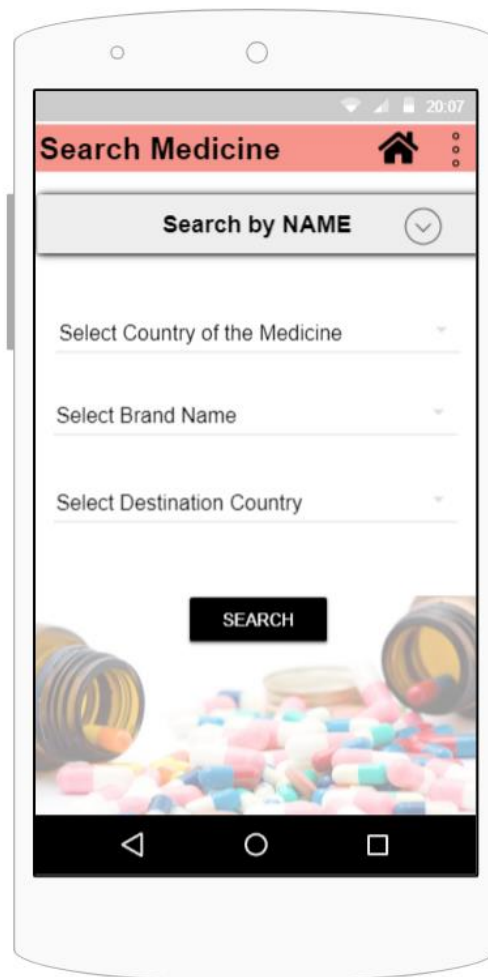 20:07
Search Medicine
Search by NAME
Select Country of the Medicine
Select Brand Name
Select Destination Country
SEARCH